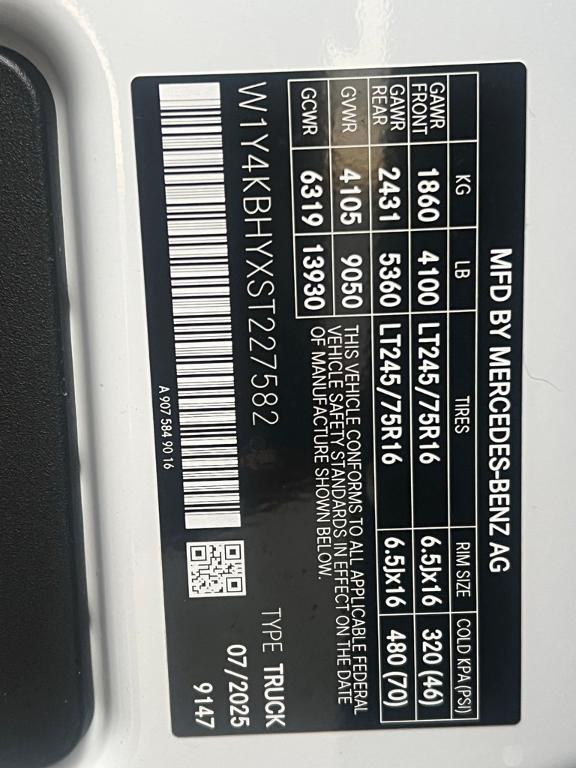 MFD BY MERCEDES-BENZ AG
KG LB TIRES RIM SIZE COLD KPA(PSI)
GAWR FRONT 1860 4100 LT245/75R16 6.5Jx16 320 (46)
GAWR REAR 2431 5360 LT245/75R16 6.5Jx16 480 (70)
GVWR 4105 9050
GCWR 6319 13930
THIS VEHICLE CONFORMS TO ALL APPLICABLE FEDERAL
VEHICLE SAFETY STANDARDS IN EFFECT ON THE DATE
OF MANUFACTURE SHOWN BELOW.
W1Y4KBHYXST227582
TYPE TRUCK
07/2025
9147
A 907 584 90 16